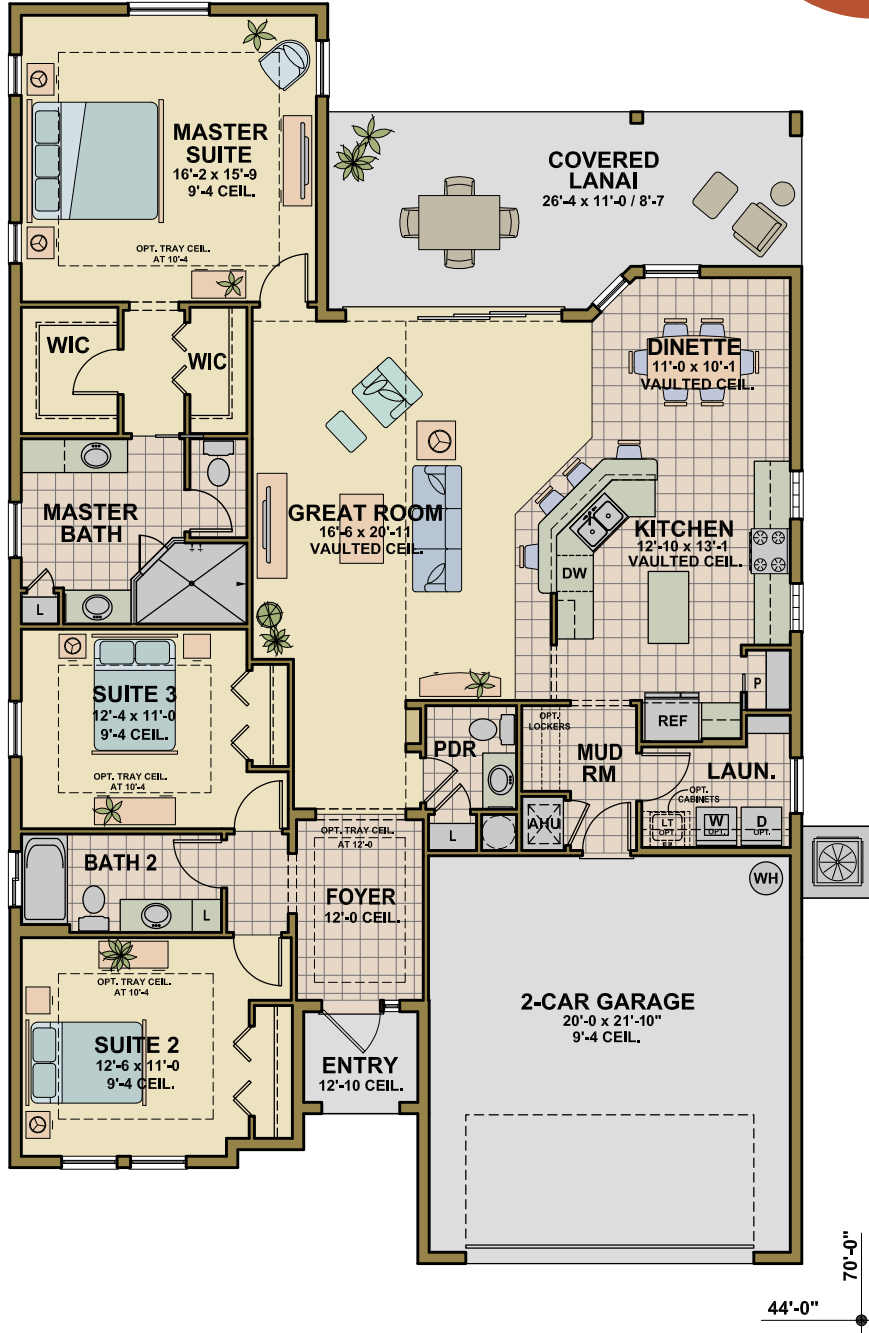 MASTER
SUITE
16'-2 x 15'-9
9'-4 CEIL.
OPT. TRAY CEIL.
AT 10'-4
COVERED
LANAI
26'-4 x 11'-0 / 8'-7
WIC
WIC
DINETTE
11'-0 x 10'-1
VAULTED CEIL.
MASTER
BATH
L
GREAT ROOM
16'-6 x 20'-11
VAULTED CEIL.
KITCHEN
12'-10 x 13'-1
VAULTED CEIL.
DW
P
REF
SUITE 3
12'-4 x 11'-0
9'-4 CEIL.
OPT. TRAY CEIL.
AT 10'-4
PDR
L
OPT.
LOCKERS
MUD
RM
AHU
LAUN.
OPT.
CABINETS
LT
OPT.
W
OPT.
D
OPT.
BATH 2
L
OPT. TRAY CEIL.
AT 12'-0
FOYER
12'-0 CEIL.
WH
OPT. TRAY CEIL.
AT 10'-4
SUITE 2
12'-6 x 11'-0
9'-4 CEIL.
ENTRY
12'-10 CEIL.
2-CAR GARAGE
20'-0 x 21'-10"
9'-4 CEIL.
70'-0"
44'-0"